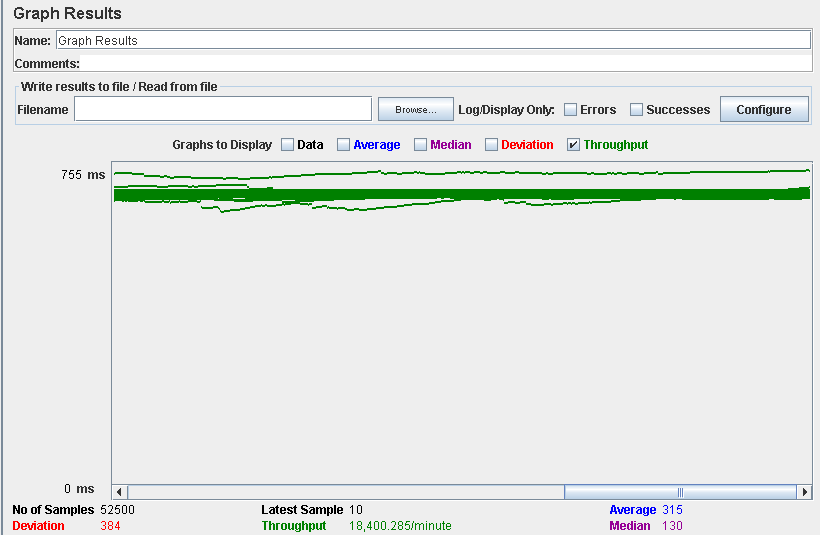 Graph Results
Name: Graph Results
Comments:
Write results to file / Read from file
Filename Browse... Log/Display Only: Errors Successes Configure
Graphs to Display Data Average Median Deviation Throughput
755 ms
0 ms
No of Samples 52500 Latest Sample 10 Average 315
Deviation 384 Throughput 18,400.285/minute Median 130